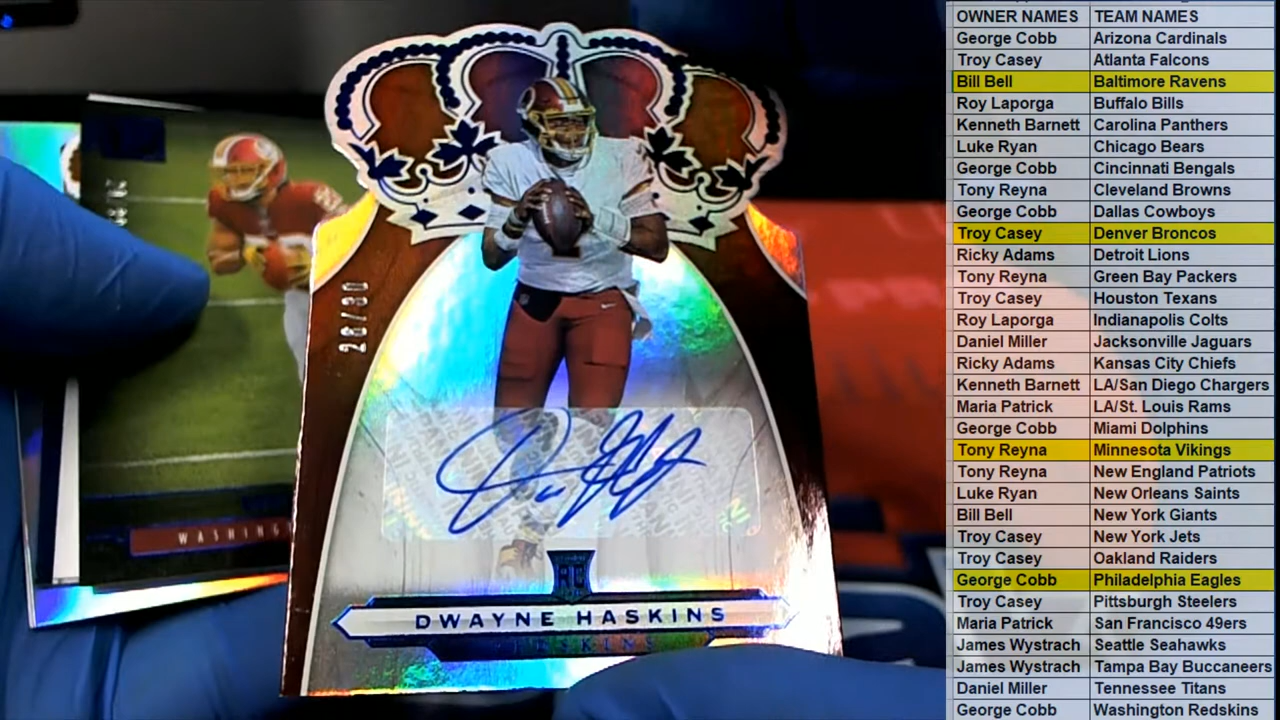 28/30
DWAYNE HASKINS
REDSKINS
WASHING
OWNER NAMES TEAM NAMES
George Cobb Arizona Cardinals
Troy Casey Atlanta Falcons
Bill Bell Baltimore Ravens
Roy Laporga Buffalo Bills
Kenneth Barnett Carolina Panthers
Luke Ryan Chicago Bears
George Cobb Cincinnati Bengals
Tony Reyna Cleveland Browns
George Cobb Dallas Cowboys
Troy Casey Denver Broncos
Ricky Adams Detroit Lions
Tony Reyna Green Bay Packers
Troy Casey Houston Texans
Roy Laporga Indianapolis Colts
Daniel Miller Jacksonville Jaguars
Ricky Adams Kansas City Chiefs
Kenneth Barnett LA/San Diego Chargers
Maria Patrick LA/St. Louis Rams
George Cobb Miami Dolphins
Tony Reyna Minnesota Vikings
Tony Reyna New England Patriots
Luke Ryan New Orleans Saints
Bill Bell New York Giants
Troy Casey New York Jets
Troy Casey Oakland Raiders
George Cobb Philadelphia Eagles
Troy Casey Pittsburgh Steelers
Maria Patrick San Francisco 49ers
James Wystrach Seattle Seahawks
James Wystrach Tampa Bay Buccaneers
Daniel Miller Tennessee Titans
George Cobb Washington Redskins